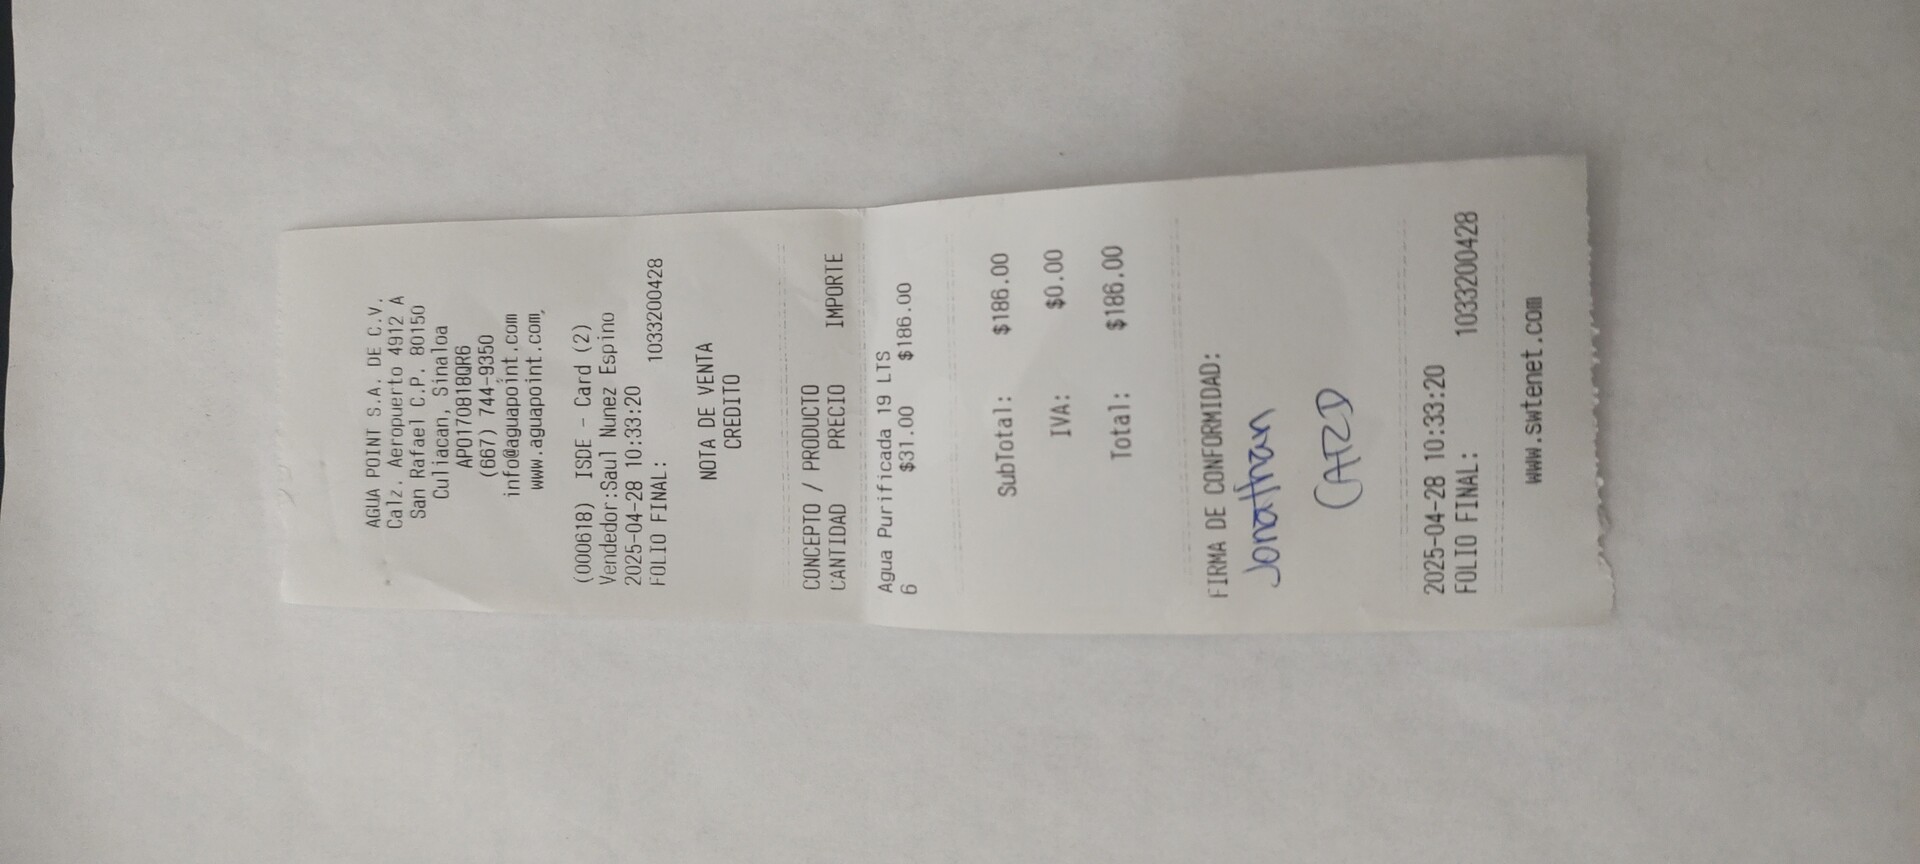 AGUA POINT S.A. DE C.V.
Calz. Aeropuerto 4912 A
San Rafael C.P. 80150
Culiacan, Sinaloa
APO170818QR6
(667) 744-9350
info@aguapoint.com
www.aguapoint.com,
(000618) ISDE - Card (2)
Vendedor:Saul Nunez Espino
2025-04-28 10:33:20
FOLIO FINAL: 1033200428
NOTA DE VENTA
CREDITO
CONCEPTO / PRODUCTO
CANTIDAD PRECIO IMPORTE
Agua Purificada 19 LTS
6 $31.00 $186.00
SubTotal: $186.00
IVA: $0.00
Total: $186.00
FIRMA DE CONFORMIDAD:
Jonathan
CARD
2025-04-28 10:33:20
FOLIO FINAL: 1033200428
www.swtenet.com